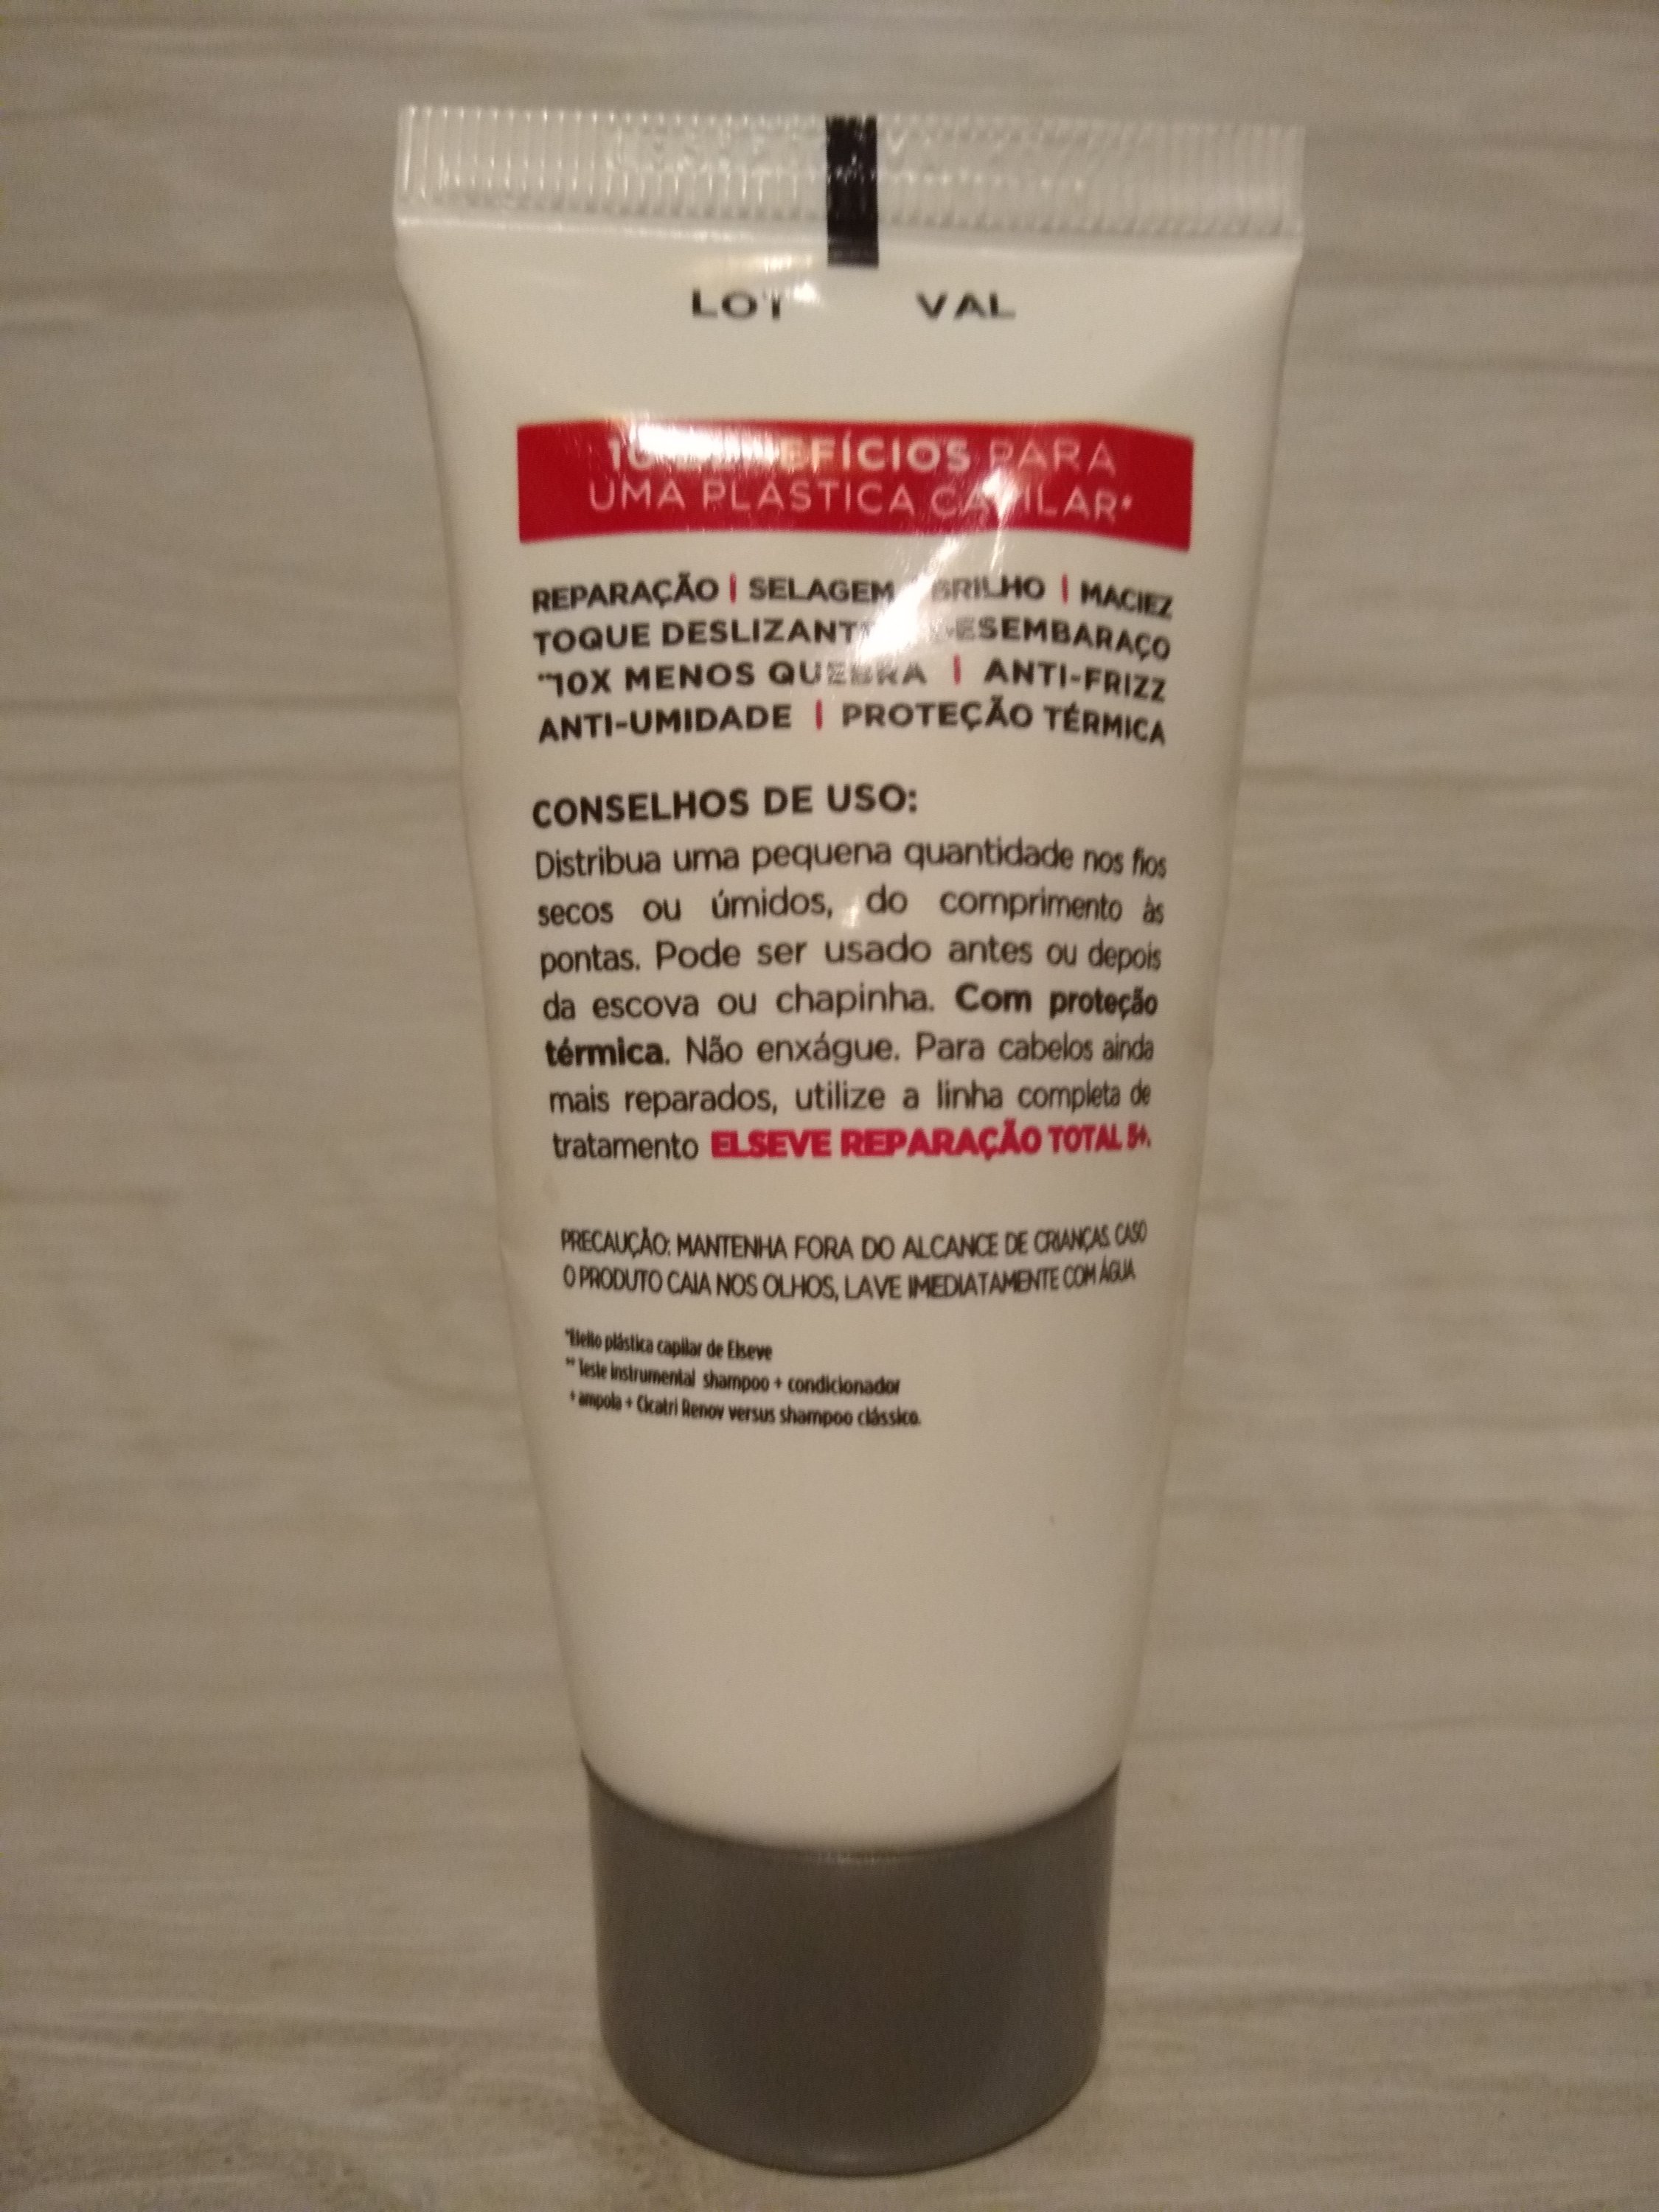 LOT VAL
10 BENEFÍCIOS PARA
UMA PLÁSTICA CAPILAR*
REPARAÇÃO | SELAGEM BRILHO | MACIEZ
TOQUE DESLIZANTE DESEMBARAÇO
**10X MENOS QUEBRA | ANTI-FRIZZ
ANTI-UMIDADE | PROTEÇÃO TÉRMICA
CONSELHOS DE USO:
Distribua uma pequena quantidade nos fios
secos ou úmidos, do comprimento às
pontas. Pode ser usado antes ou depois
da escova ou chapinha. Com proteção
térmica. Não enxágue. Para cabelos ainda
mais reparados, utilize a linha completa de
tratamento ELSEVE REPARAÇÃO TOTAL 5+.
PRECAUÇÃO: MANTENHA FORA DO ALCANCE DE CRIANÇAS. CASO
O PRODUTO CAIA NOS OLHOS, LAVE IMEDIATAMENTE COM ÁGUA
*Efeito plástica capilar de Elseve
** Teste instrumental shampoo + condicionador
+ ampola + Cicatri Renov versus shampoo clássico.